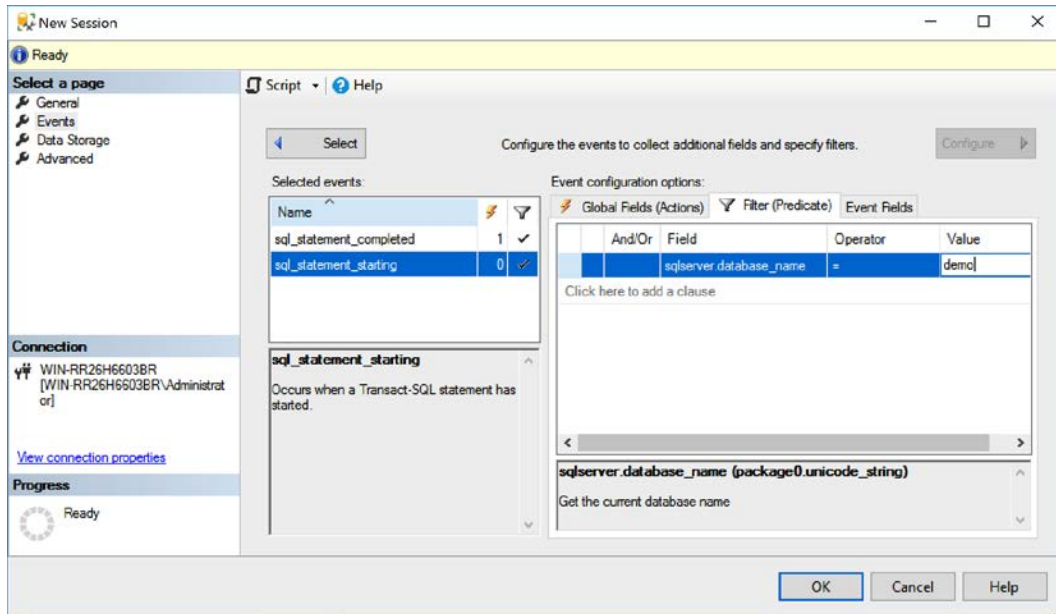 New Session
Ready
Select a page
General
Events
Data Storage
Advanced
Script Help
Select
Configure the events to collect additional fields and specify filters.
Configure
Selected events:
Name
sql_statement_completed 1
sql_statement_starting 0
sql_statement_starting
Occurs when a Transact-SQL statement has
started.
Event configuration options:
Global Fields (Actions) Filter (Predicate) Event Fields
And/Or Field Operator Value
sqlserver.database_name = demo
Click here to add a clause
sqlserver.database_name (package0.unicode_string)
Get the current database name
Connection
WIN-RR26H6603BR
[WIN-RR26H6603BR\Administrat
or]
View connection properties
Progress
Ready
OK Cancel Help